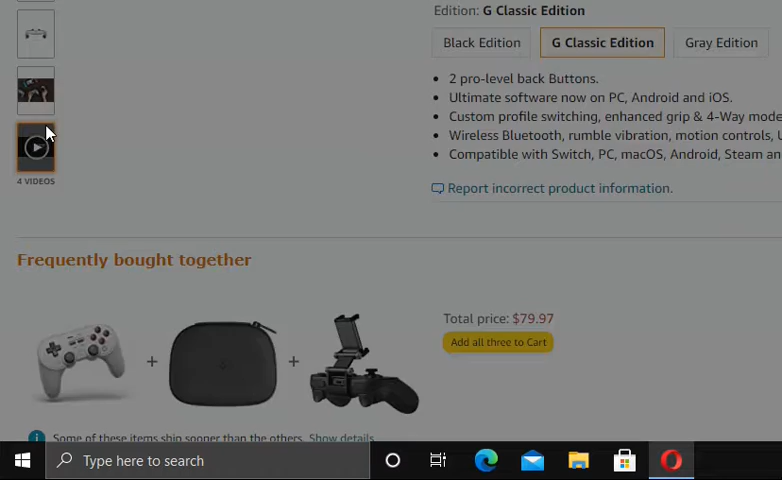 Edition: G Classic Edition
Black Edition
G Classic Edition
Gray Edition
2 pro-level back Buttons.
Ultimate software now on PC, Android and iOS.
Custom profile switching, enhanced grip & 4-Way mode
Wireless Bluetooth, rumble vibration, motion controls, U
Compatible with Switch, PC, macOS, Android, Steam an
4 VIDEOS
Report incorrect product information.
Frequently bought together
Total price: $79.97
Add all three to Cart
+
+
i Some of these items ship sooner than the others. Show details
Type here to search